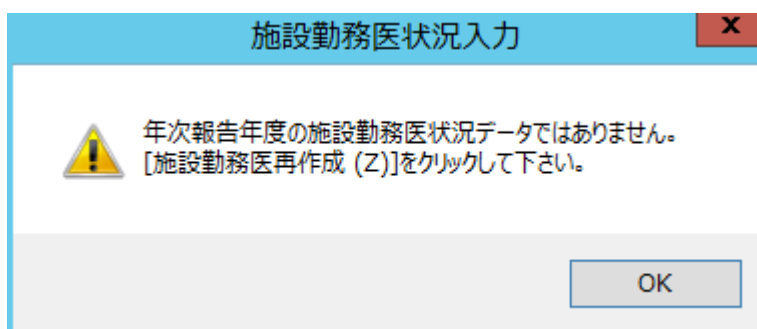 施設勤務医状況入力
x
年次報告年度の施設勤務医状況データではありません。
[施設勤務医再作成 (Z)]をクリックして下さい。
OK